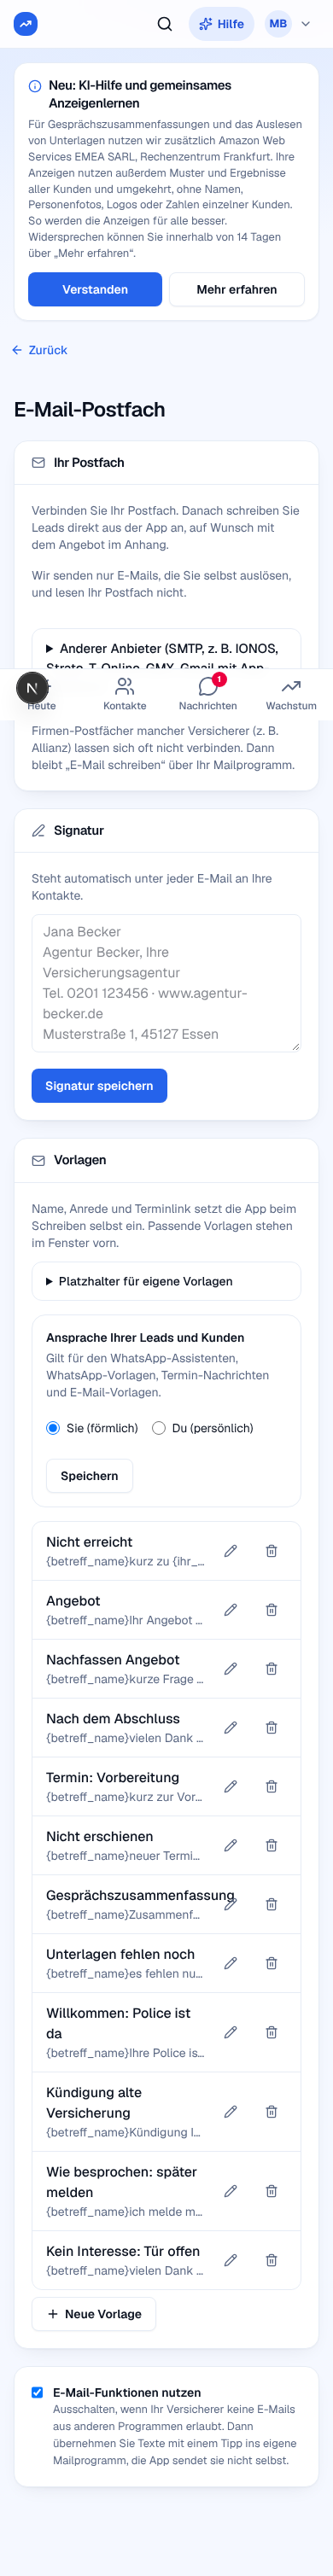 Hilfe
MB
Neu: KI-Hilfe und gemeinsames
Anzeigenlernen
Für Gesprächszusammenfassungen und das Auslesen
von Unterlagen nutzen wir zusätzlich Amazon Web
Services EMEA SARL, Rechenzentrum Frankfurt. Ihre
Anzeigen nutzen außerdem Muster und Ergebnisse
aller Kunden und umgekehrt, ohne Namen,
Personenfotos, Logos oder Zahlen einzelner Kunden.
So werden die Anzeigen für alle besser.
Widersprechen können Sie innerhalb von 14 Tagen
über „Mehr erfahren“.
Verstanden
Mehr erfahren
Zurück
E-Mail-Postfach
Ihr Postfach
Verbinden Sie Ihr Postfach. Danach schreiben Sie
Leads direkt aus der App an, auf Wunsch mit
dem Angebot im Anhang.
Wir senden nur E-Mails, die Sie selbst auslösen,
und lesen Ihr Postfach nicht.
Anderer Anbieter (SMTP, z. B. IONOS,
Strato, T-Online, GMX, Gmail mit App-
N
1
Heute
Kontakte
Nachrichten
Wachstum
Firmen-Postfächer mancher Versicherer (z. B.
Allianz) lassen sich oft nicht verbinden. Dann
bleibt „E-Mail schreiben“ über Ihr Mailprogramm.
Signatur
Steht automatisch unter jeder E-Mail an Ihre
Kontakte.
Jana Becker
Agentur Becker, Ihre
Versicherungsagentur
Tel. 0201 123456 · www.agentur-
becker.de
Musterstraße 1, 45127 Essen
Signatur speichern
Vorlagen
Name, Anrede und Terminlink setzt die App beim
Schreiben selbst ein. Passende Vorlagen stehen
im Fenster vorn.
Platzhalter für eigene Vorlagen
Ansprache Ihrer Leads und Kunden
Gilt für den WhatsApp-Assistenten,
WhatsApp-Vorlagen, Termin-Nachrichten
und E-Mail-Vorlagen.
Sie (förmlich)
Du (persönlich)
Speichern
Nicht erreicht
{betreff_name}kurz zu {ihr_...
Angebot
{betreff_name}Ihr Angebot ...
Nachfassen Angebot
{betreff_name}kurze Frage ...
Nach dem Abschluss
{betreff_name}vielen Dank ...
Termin: Vorbereitung
{betreff_name}kurz zur Vor...
Nicht erschienen
{betreff_name}neuer Termi...
Gesprächszusammenfassung
{betreff_name}Zusammenf...
Unterlagen fehlen noch
{betreff_name}es fehlen nu...
Willkommen: Police ist
da
{betreff_name}Ihre Police is...
Kündigung alte
Versicherung
{betreff_name}Kündigung I...
Wie besprochen: später
melden
{betreff_name}ich melde m...
Kein Interesse: Tür offen
{betreff_name}vielen Dank ...
Neue Vorlage
E-Mail-Funktionen nutzen
Ausschalten, wenn Ihr Versicherer keine E-Mails
aus anderen Programmen erlaubt. Dann
übernehmen Sie Texte mit einem Tipp ins eigene
Mailprogramm, die App sendet sie nicht selbst.